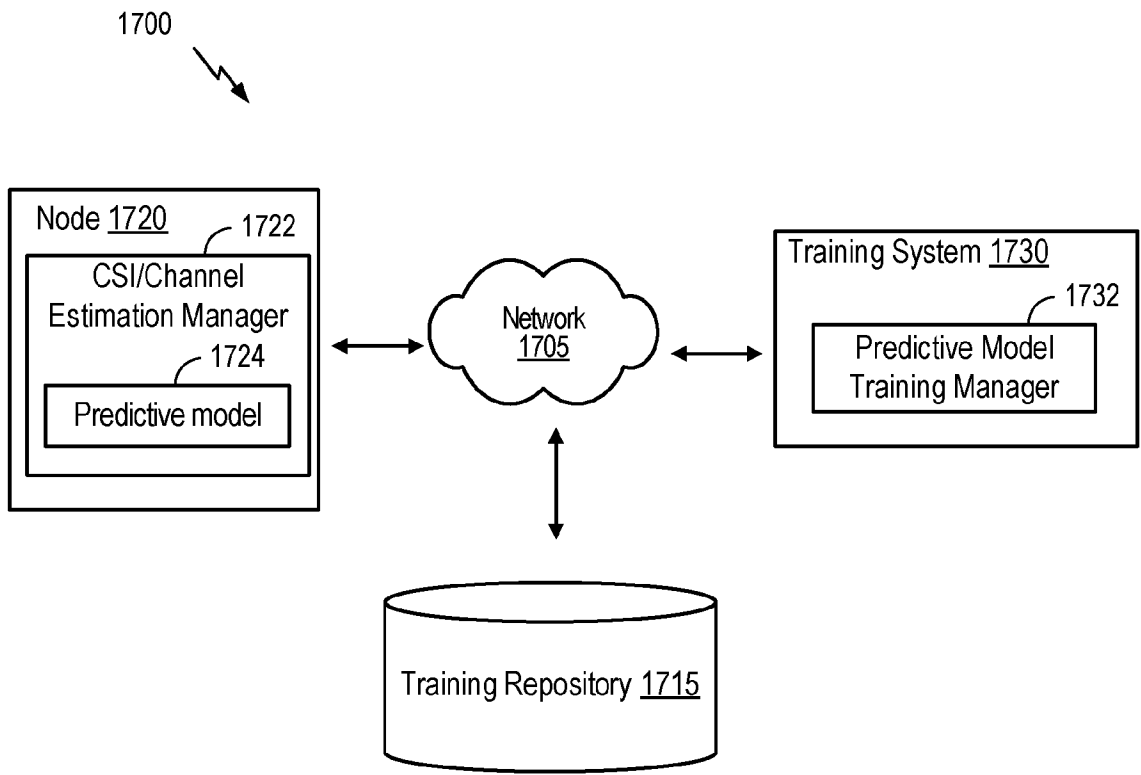 1700
Node 1720
1722
CSI/Channel
Estimation Manager
1724
Predictive model
Network
1705
Training System 1730
1732
Predictive Model
Training Manager
Training Repository 1715